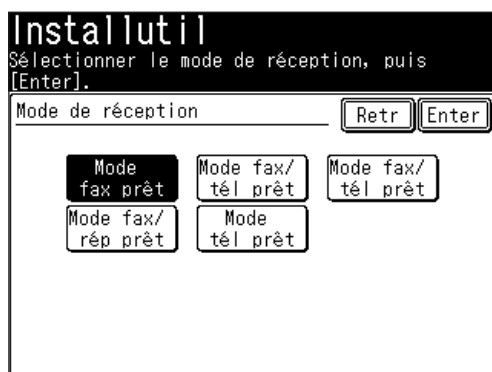 Installutil
Sélectionner le mode de réception, puis
[Enter].
Mode de réception
Retr
Enter
Mode
fax prêt
Mode fax/
tél prêt
Mode fax/
tél prêt
Mode fax/
rép prêt
Mode
tél prêt